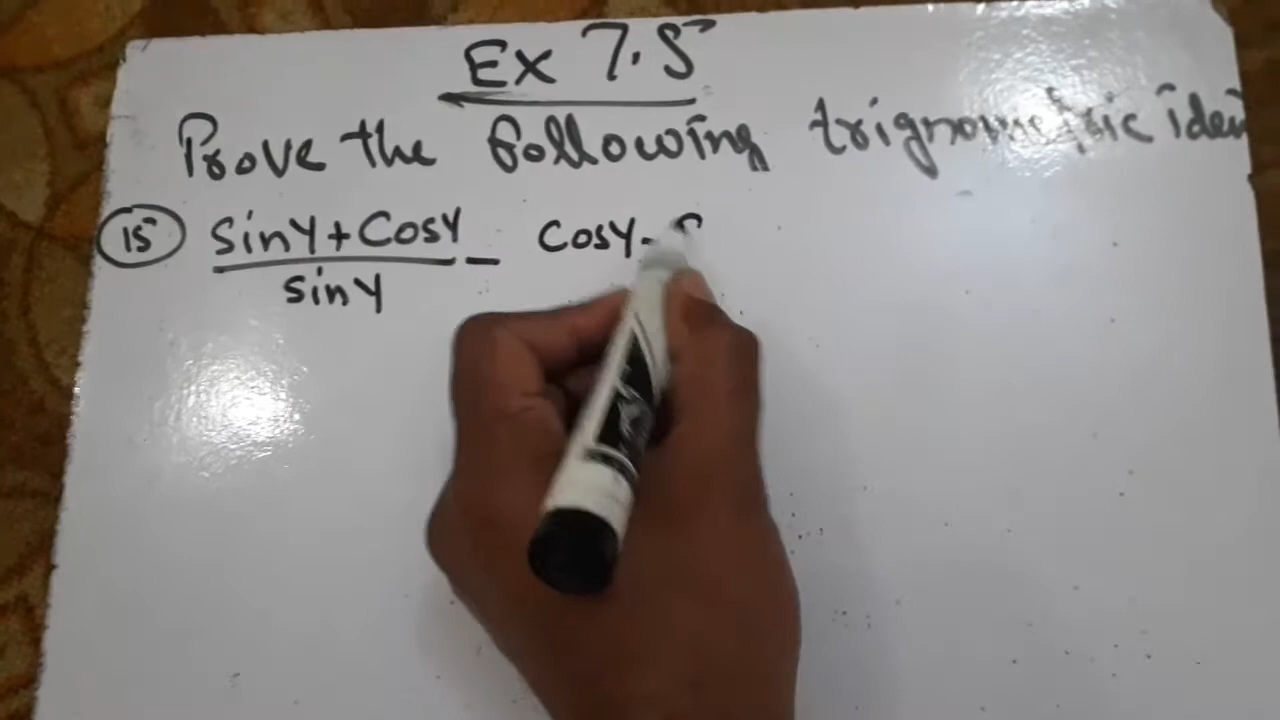 Ex 7.5
Prove the following trignometric iden
15 sinY+CosY - CosY-S
sinY